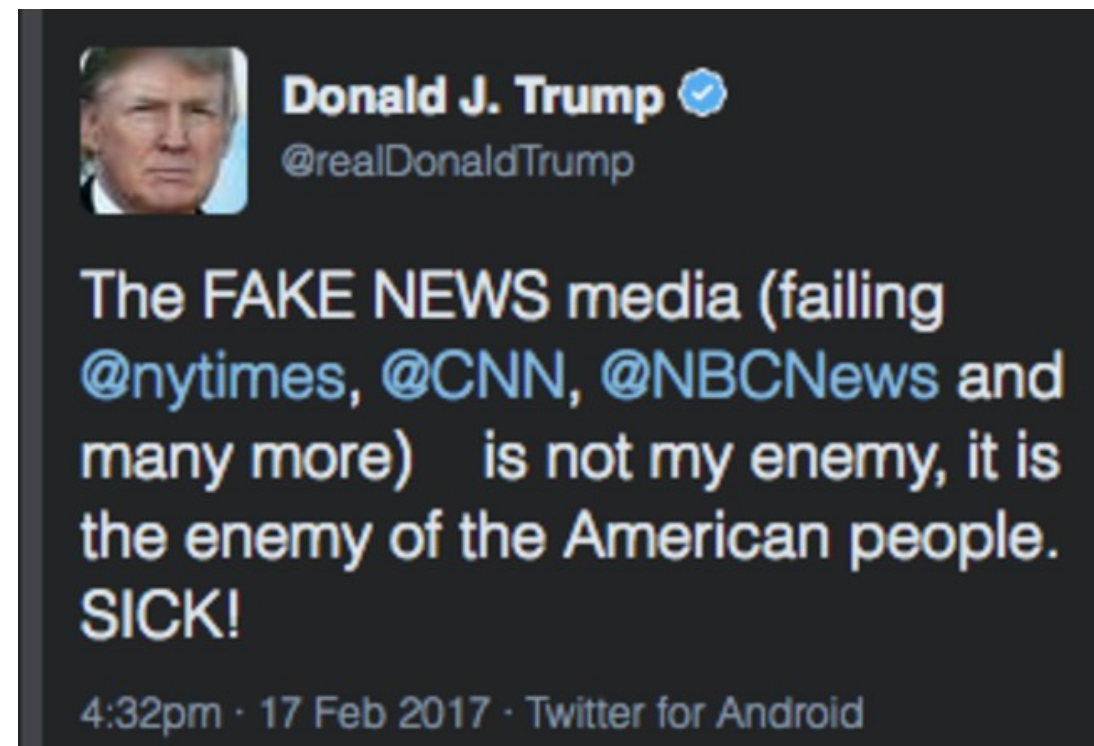 Donald J. Trump
@realDonaldTrump
The FAKE NEWS media (failing
@nytimes, @CNN, @NBCNews and
many more) is not my enemy, it is
the enemy of the American people.
SICK!
4:32pm · 17 Feb 2017 · Twitter for Android